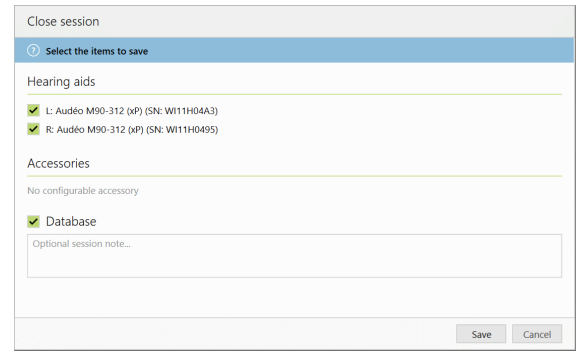 Close session
Select the items to save
Hearing aids
L: Audéo M90-312 (xP) (SN: WI11H04A3)
R: Audéo M90-312 (xP) (SN: WI11H0495)
Accessories
No configurable accessory
Database
Optional session note...
Save Cancel